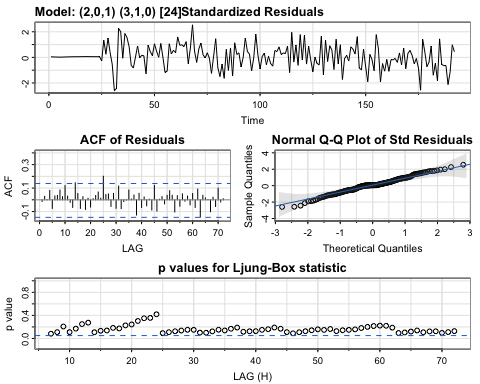 Model: (2,0,1) (3,1,0) [24]Standardized Residuals
2
0
-2
0 50 100 150
Time
ACF of Residuals
ACF
0.3
0.1
-0.1
0 10 20 30 40 50 60 70
LAG
Normal Q-Q Plot of Std Residuals
Sample Quantiles
4
2
0
-2
-4
-3 -2 -1 0 1 2 3
Theoretical Quantiles
p values for Ljung-Box statistic
p value
0.8
0.4
0.0
10 20 30 40 50 60 70
LAG (H)